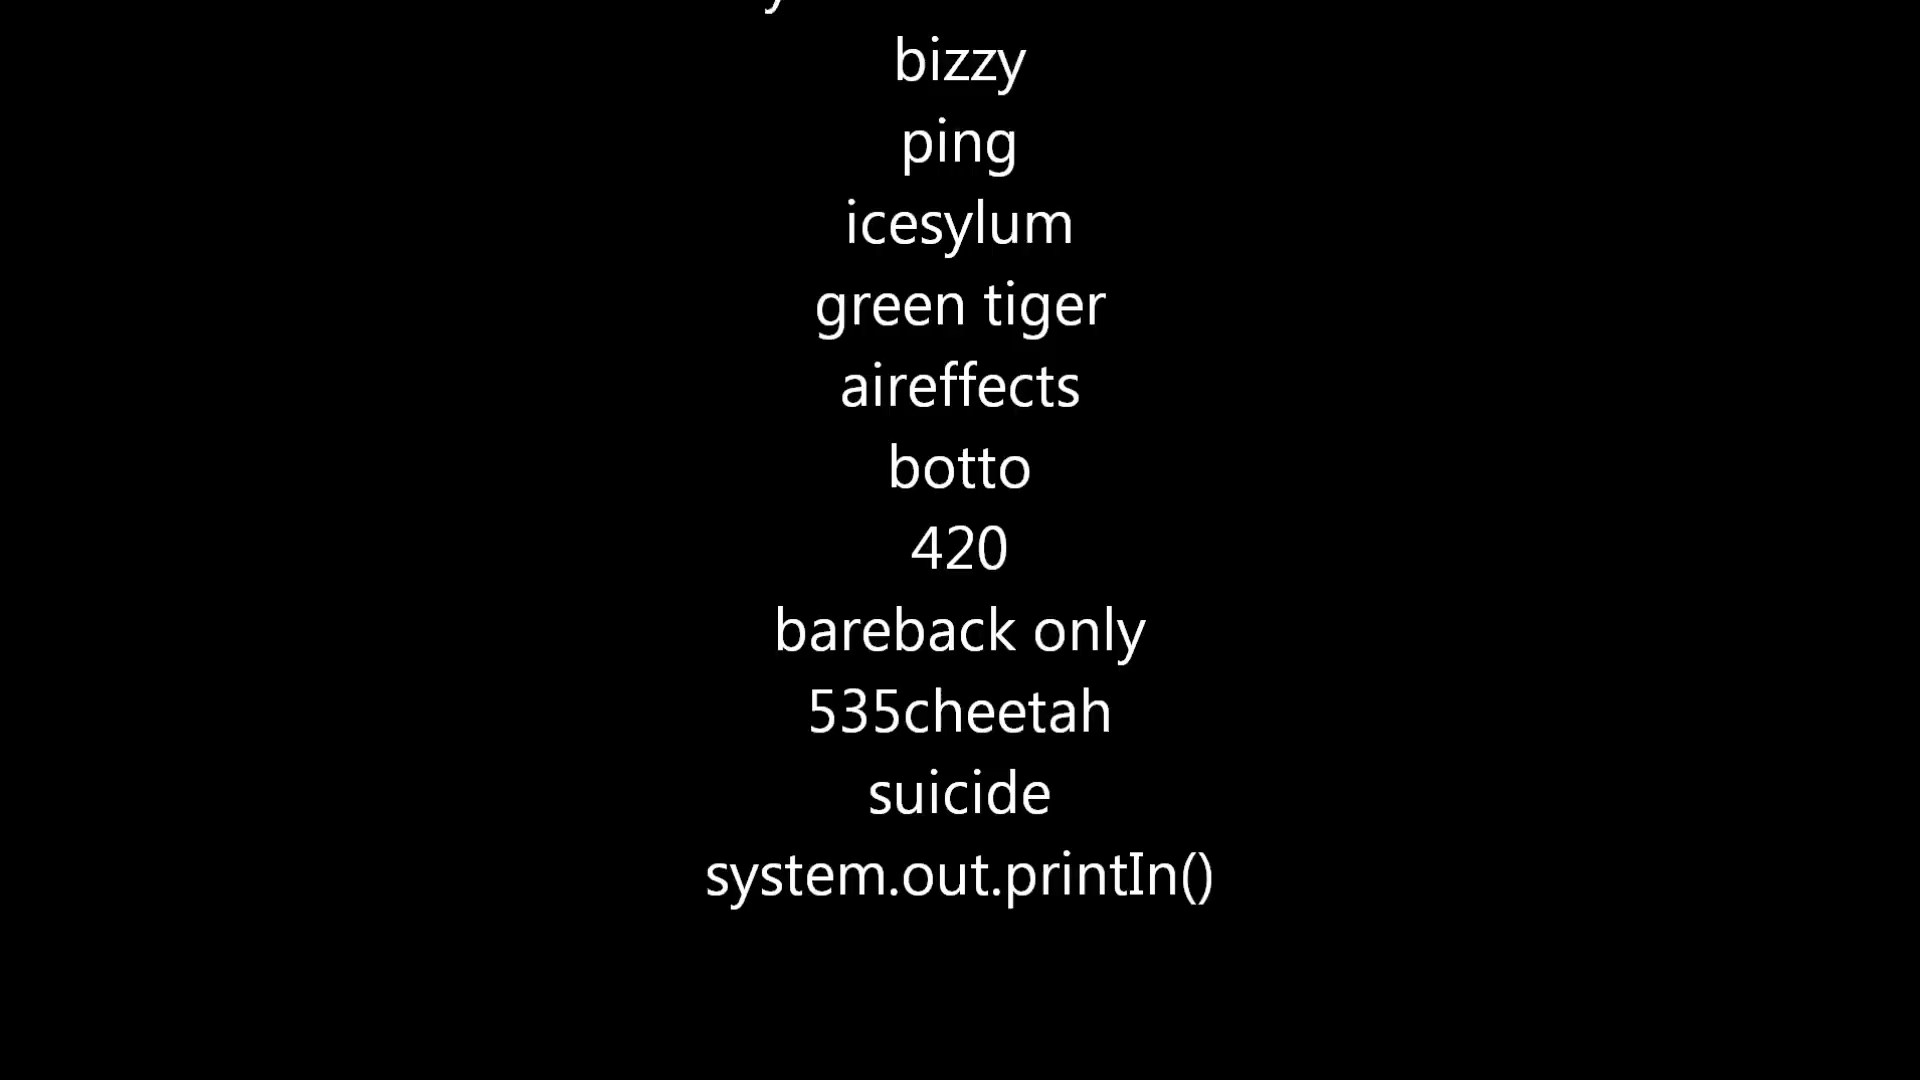 bizzy
ping
icesylum
green tiger
aireffects
botto
420
bareback only
535cheetah
suicide
system.out.printIn()